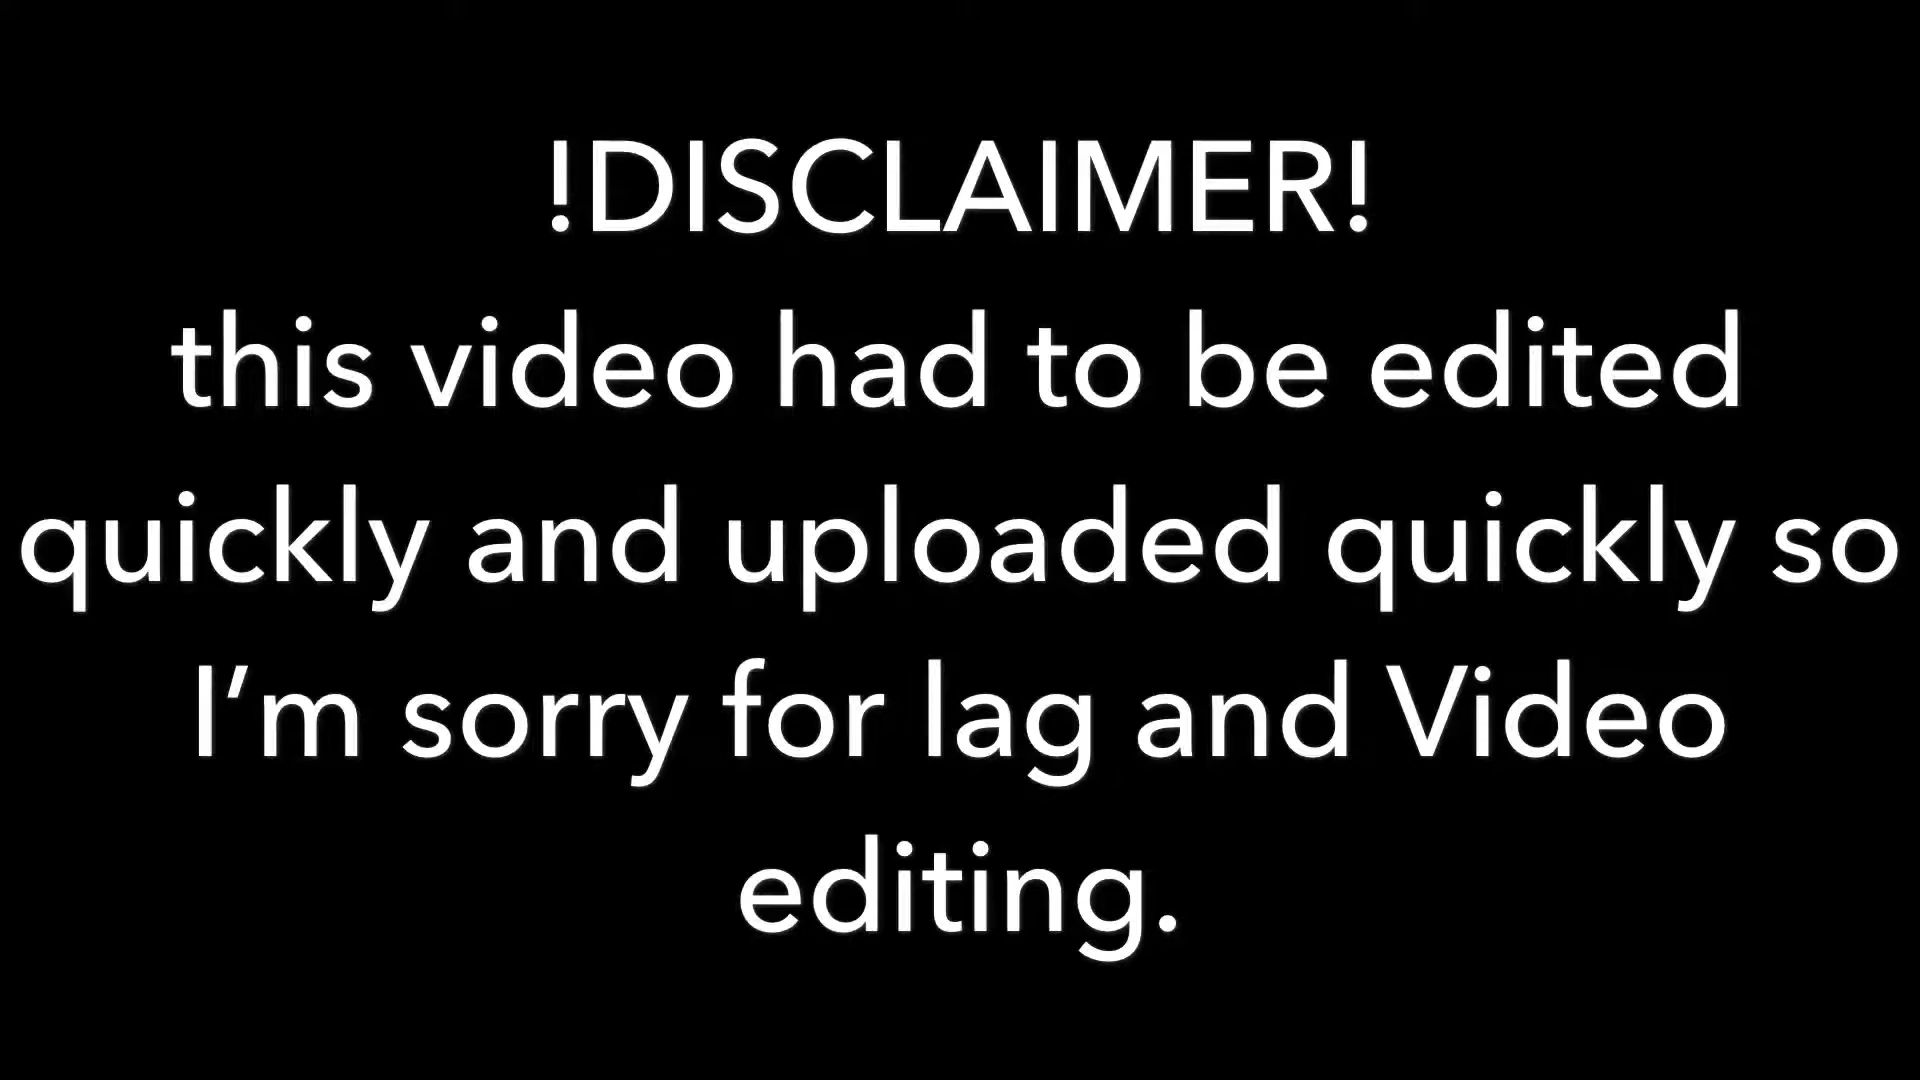 !DISCLAIMER!
this video had to be edited
quickly and uploaded quickly so
I’m sorry for lag and Video
editing.